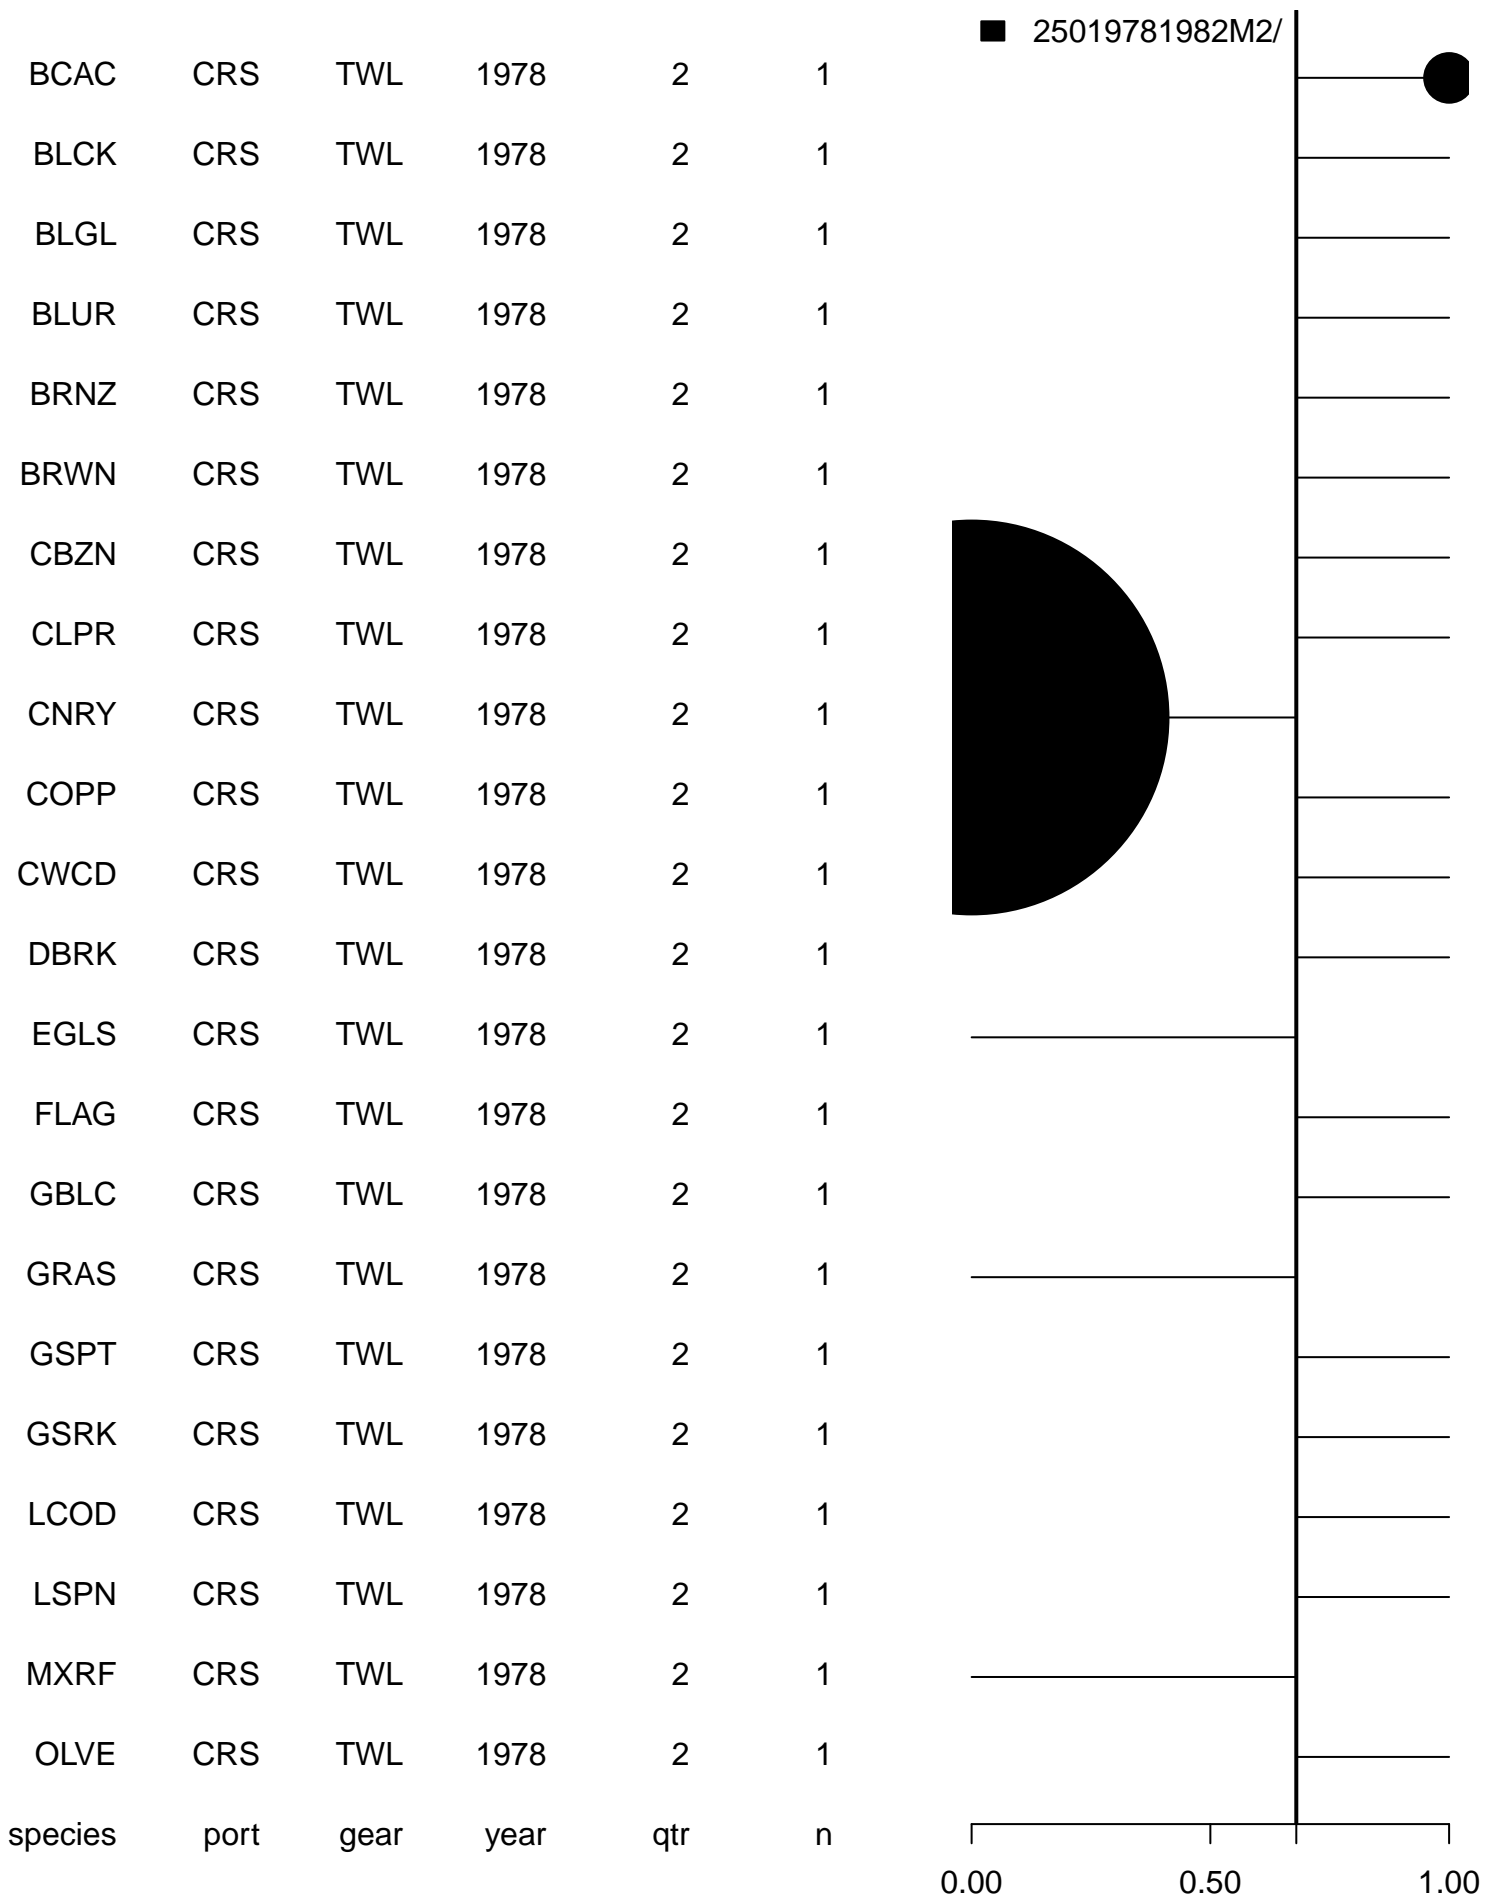 25019781982M2/
BCAC CRS TWL 1978 2 1
BLCK CRS TWL 1978 2 1
BLGL CRS TWL 1978 2 1
BLUR CRS TWL 1978 2 1
BRNZ CRS TWL 1978 2 1
BRWN CRS TWL 1978 2 1
CBZN CRS TWL 1978 2 1
CLPR CRS TWL 1978 2 1
CNRY CRS TWL 1978 2 1
COPP CRS TWL 1978 2 1
CWCD CRS TWL 1978 2 1
DBRK CRS TWL 1978 2 1
EGLS CRS TWL 1978 2 1
FLAG CRS TWL 1978 2 1
GBLC CRS TWL 1978 2 1
GRAS CRS TWL 1978 2 1
GSPT CRS TWL 1978 2 1
GSRK CRS TWL 1978 2 1
LCOD CRS TWL 1978 2 1
LSPN CRS TWL 1978 2 1
MXRF CRS TWL 1978 2 1
OLVE CRS TWL 1978 2 1
species port gear year qtr n
0.00 0.50 1.00